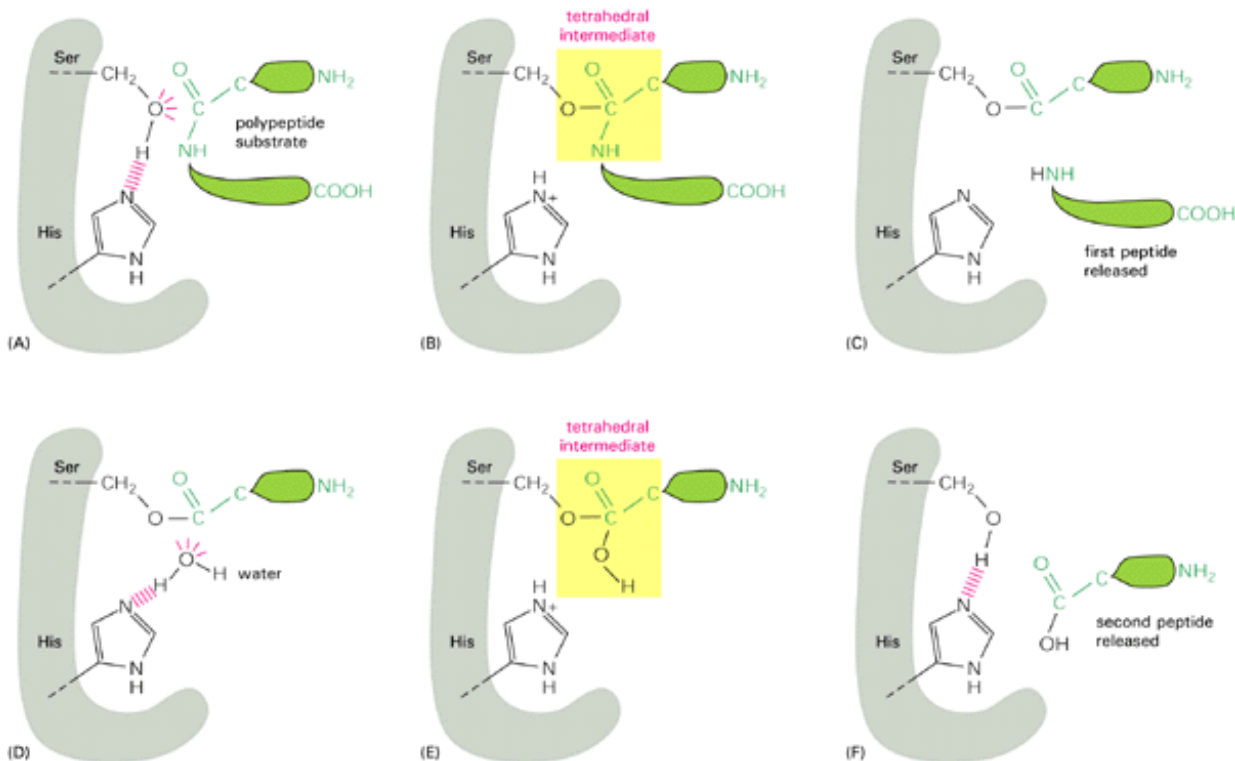 Ser
CH2
O
O
C
C
NH2
polypeptide
substrate
H
NH
N
COOH
His
N
H
(A)
tetrahedral
intermediate
Ser
CH2
O
O
C
C
NH2
NH
H
N+
COOH
His
N
H
(B)
Ser
CH2
O
O
C
C
NH2
HNH
N
COOH
His
N
H
first peptide
released
(C)
Ser
CH2
O
O
C
C
NH2
O
H
H
water
N
His
N
H
(D)
tetrahedral
intermediate
Ser
CH2
O
O
C
C
NH2
O
H
H
N+
His
N
H
(E)
Ser
CH2
O
H
O
C
C
NH2
N
OH
His
N
H
second peptide
released
(F)